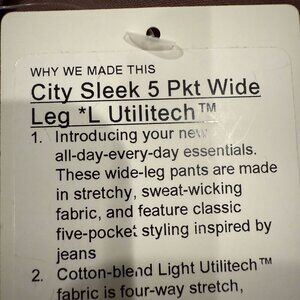 WHY WE MADE THIS
City Sleek 5 Pkt Wide
Leg *L Utilitech™
1. Introducing your new
all-day-every-day essentials.
These wide-leg pants are made
in stretchy, sweat-wicking
fabric, and feature classic
five-pocket styling inspired by
jeans
2. Cotton-blend Light Utilitech™
fabric is four-way stretch,